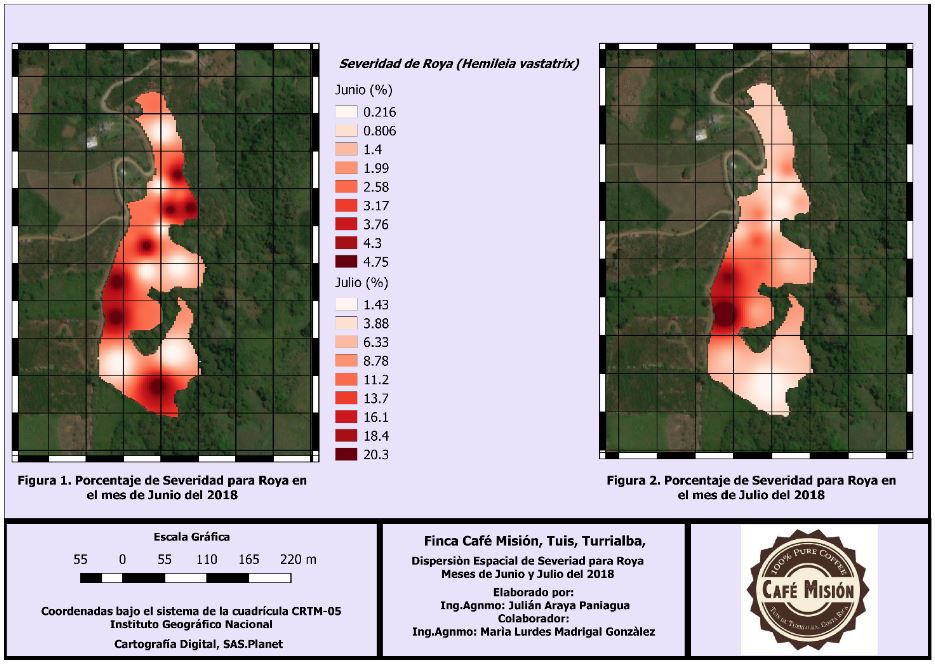 Severidad de Roya (Hemileia vastatrix)
Junio (%)
0.216
0.806
1.4
1.99
2.58
3.17
3.76
4.3
4.75
Julio (%)
1.43
3.88
6.33
8.78
11.2
13.7
16.1
18.4
20.3
Figura 1. Porcentaje de Severidad para Roya en
el mes de Junio del 2018
Figura 2. Porcentaje de Severidad para Roya en
el mes de Julio del 2018
Escala Gráfica
55 0 55 110 165 220 m
Coordenadas bajo el sistema de la cuadrícula CRTM-05
Instituto Geográfico Nacional
Cartografía Digital, SAS.Planet
Finca Café Misión, Tuis, Turrialba,
Dispersiòn Espacial de Severiad para Roya
Meses de Junio y Julio del 2018
Elaborado por:
Ing.Agnmo: Julián Araya Paniagua
Colaborador:
Ing.Agnmo: Marìa Lurdes Madrigal Gonzàlez
100% PURE COFFEE
CAFÉ MISIÓN
TUIS DE TURRIALBA, COSTA RICA